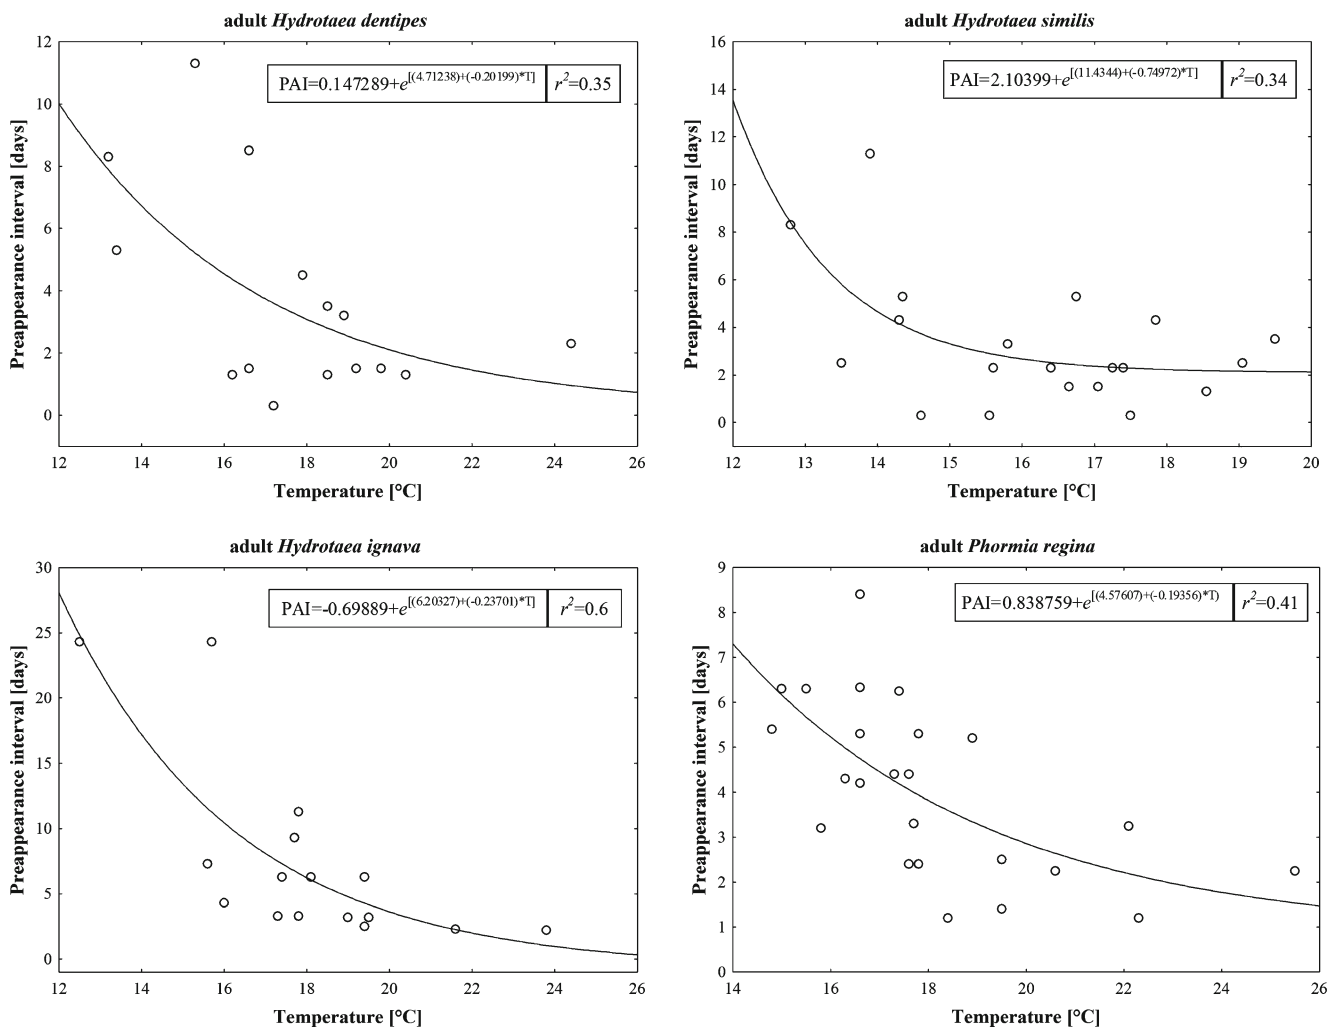 adult Hydrotaea dentipes
PAI=0.147289+e[(4.71238)+(-0.20199)*T] r2=0.35
12
10
8
6
4
2
0
Preappearance interval [days]
12 14 16 18 20 22 24 26
Temperature [°C]
adult Hydrotaea similis
PAI=2.10399+e[(11.4344)+(-0.74972)*T] r2=0.34
16
14
12
10
8
6
4
2
0
Preappearance interval [days]
12 13 14 15 16 17 18 19 20
Temperature [°C]
adult Hydrotaea ignava
PAI=-0.69889+e[(6.20327)+(-0.23701)*T] r2=0.6
30
25
20
15
10
5
0
Preappearance interval [days]
12 14 16 18 20 22 24 26
Temperature [°C]
adult Phormia regina
PAI=0.838759+e[(4.57607)+(-0.19356)*T) r2=0.41
9
8
7
6
5
4
3
2
1
0
Preappearance interval [days]
14 16 18 20 22 24 26
Temperature [°C]